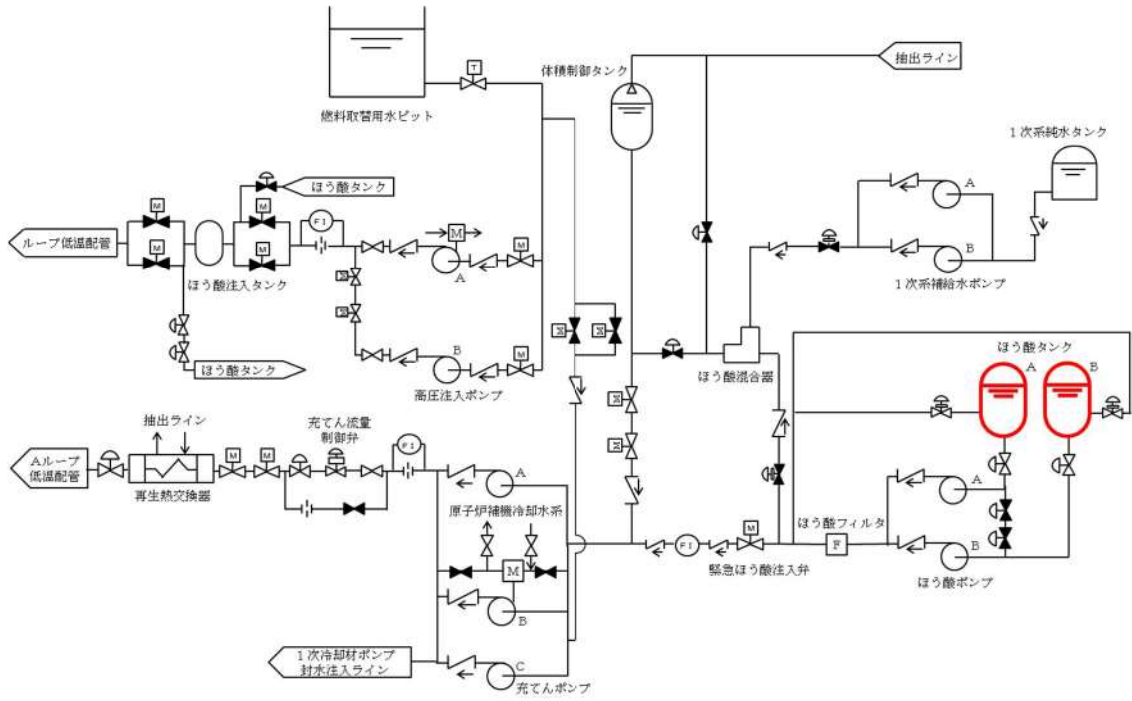 抽出ライン
体積制御タンク
燃料取替用水ピット
1次系純水タンク
ほう酸タンク
ループ低温配管
ほう酸注入タンク
ほう酸タンク
高圧注入ポンプ
1次系補給水ポンプ
ほう酸混合器
ほう酸タンク
抽出ライン
充てん流量
制御弁
Aループ
低温配管
再生熱交換器
原子炉補機冷却水系
緊急ほう酸注入弁
ほう酸フィルタ
ほう酸ポンプ
1次冷却材ポンプ
封水注入ライン
充てんポンプ
T
M
M
M
M
FI
M
M
M
M
M
M
M
M
M
M
M
M
FI
M
FI
M
F
A
B
A
B
A
B
A
B
A
B
C